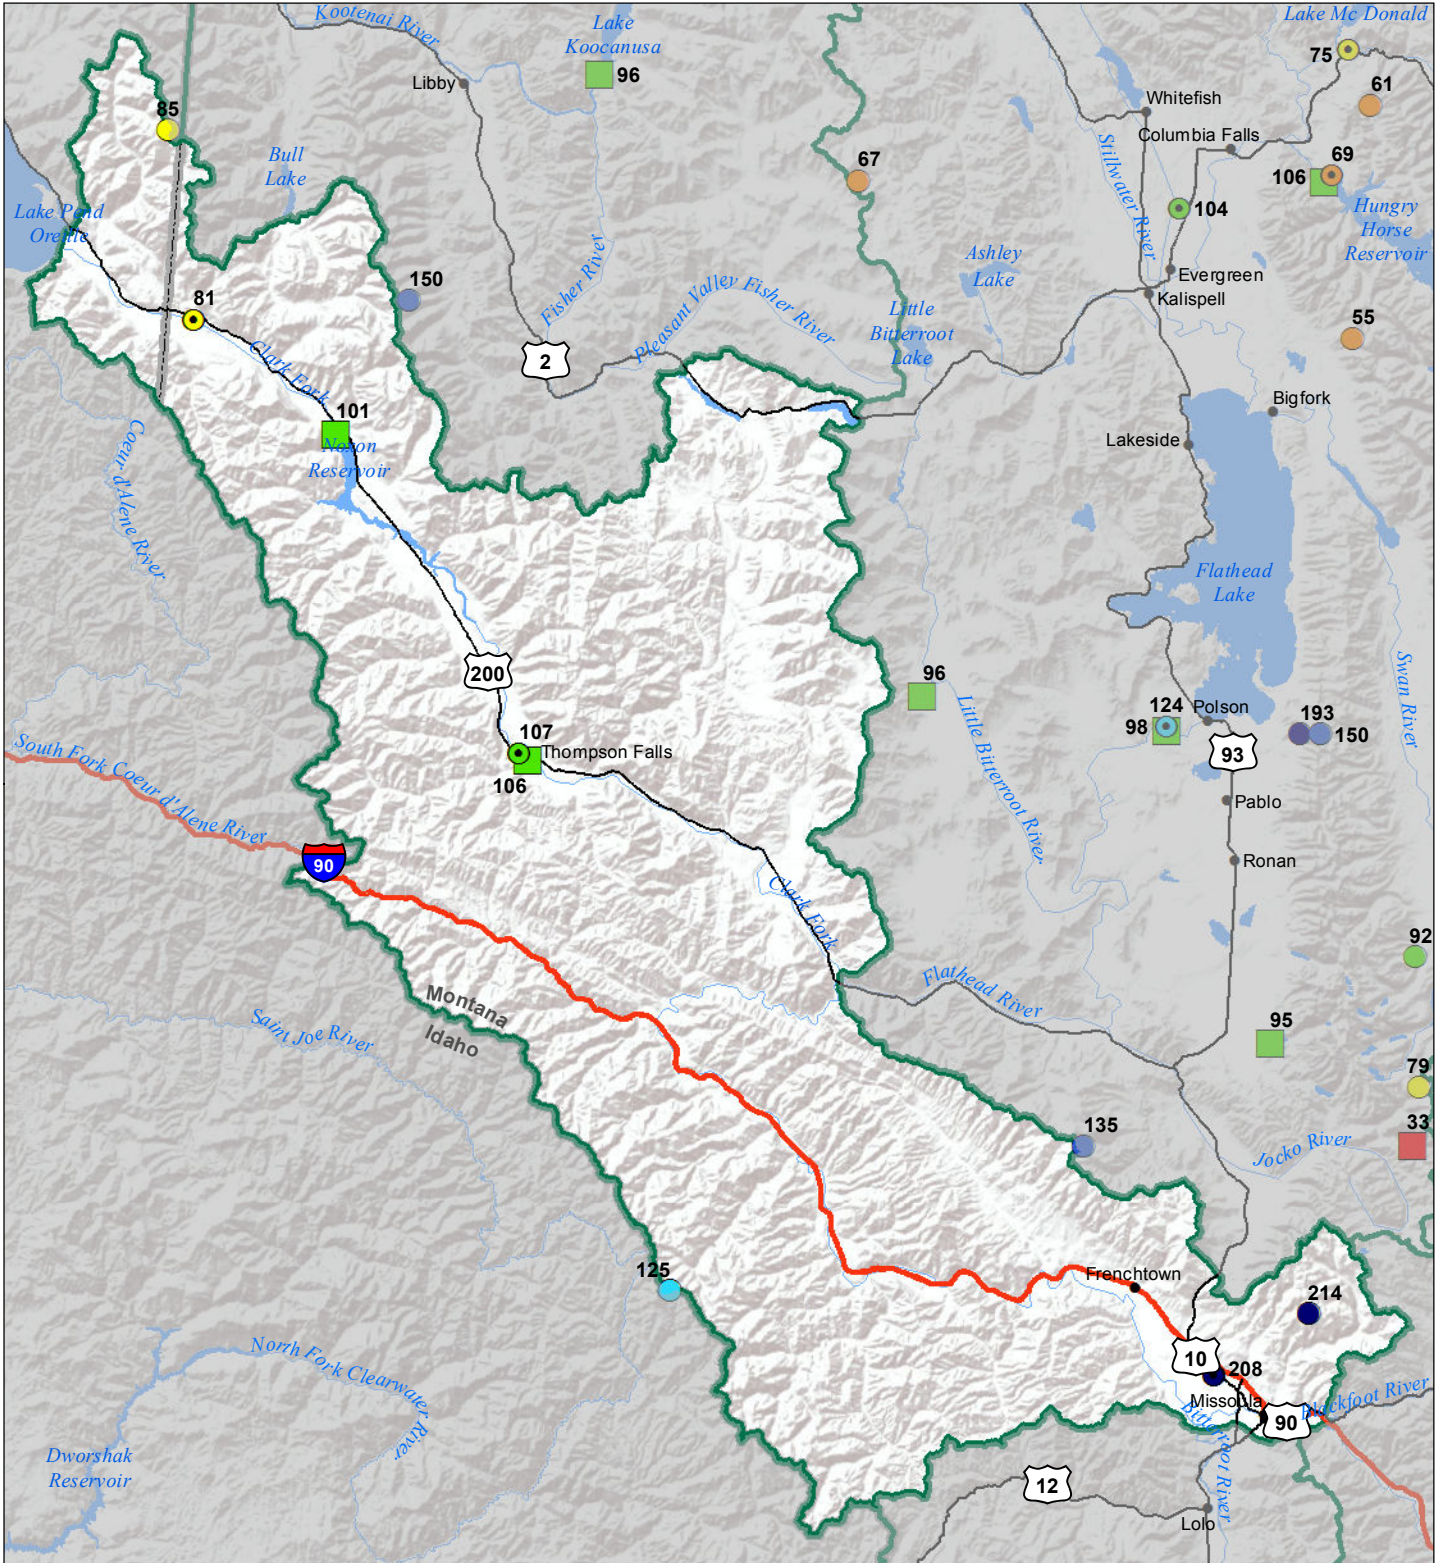 Kootenai River
Lake
Koocanusa
Lake Mc Donald
75
96
Libby
61
Whitefish
85
Columbia Falls
Bull
Lake
Stillwater River
67
69
106
104
Lake Pend
Oreille
Hungry
Horse
Reservoir
Fisher River
Ashley
Lake
Evergreen
150
Kalispell
81
Pleasant Valley Fisher River
Little
Bitterroot
Lake
55
2
Clark Fork
Bigfork
101
Noxon
Reservoir
Lakeside
Coeur d'Alene River
Flathead
Lake
200
96
Swan River
Little Bitterroot River
124
98
Polson
193
150
107
Thompson Falls
106
93
South Fork Coeur d'Alene River
Pablo
90
Ronan
Clark Fork
92
Flathead River
Montana
Idaho
Saint Joe River
95
79
135
33
Jocko River
125
Frenchtown
214
10
208
North Fork Clearwater
River
Missoula
90
Blackfoot River
Bitterroot River
Dworshak
Reservoir
12
Lolo